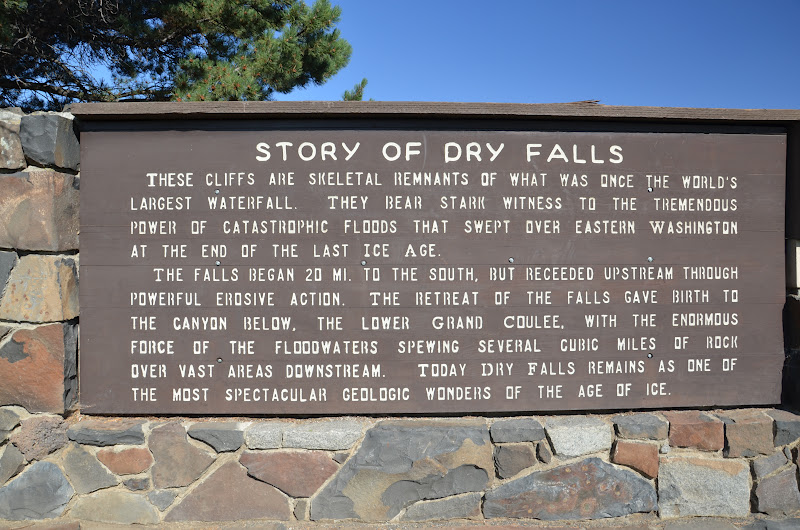 STORY OF DRY FALLS
THESE CLIFFS ARE SKELETAL REMNANTS OF WHAT WAS ONCE THE WORLD'S
LARGEST WATERFALL. THEY BEAR STARK WITNESS TO THE TREMENDOUS
POWER OF CATASTROPHIC FLOODS THAT SWEPT OVER EASTERN WASHINGTON
AT THE END OF THE LAST ICE AGE.
THE FALLS BEGAN 20 MI. TO THE SOUTH, BUT RECEEDED UPSTREAM THROUGH
POWERFUL EROSIVE ACTION. THE RETREAT OF THE FALLS GAVE BIRTH TO
THE CANYON BELOW, THE LOWER GRAND COULEE, WITH THE ENORMOUS
FORCE OF THE FLOODWATERS SPEWING SEVERAL CUBIC MILES OF ROCK
OVER VAST AREAS DOWNSTREAM. TODAY DRY FALLS REMAINS AS ONE OF
THE MOST SPECTACULAR GEOLOGIC WONDERS OF THE AGE OF ICE.